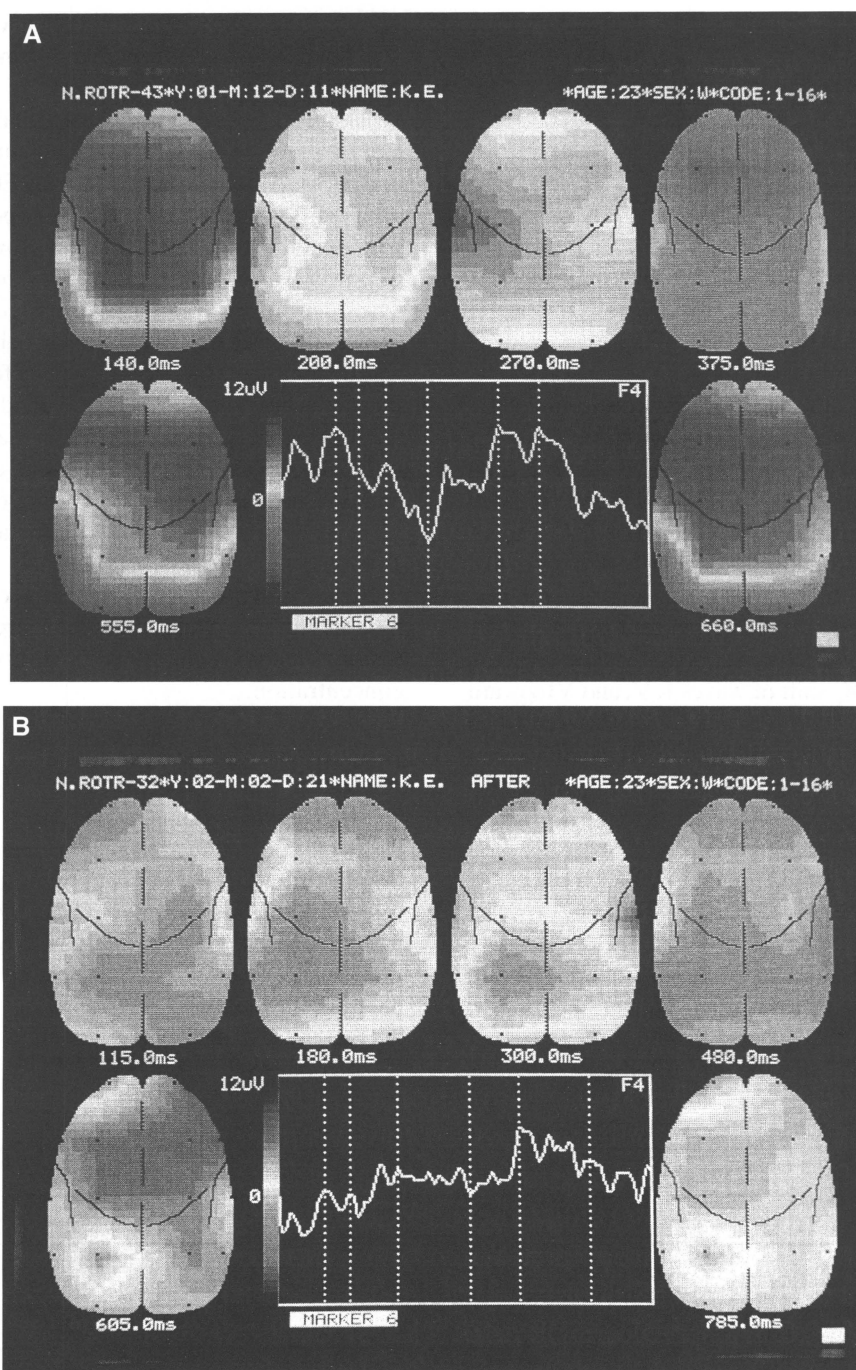 A
N.ROTR-43*Y:01-M:12-D:11*NAME:K.E. *AGE:23*SEX:W*CODE:1-16*
140.0ms 200.0ms 270.0ms 375.0ms
12uV F4
0
MARKER 6
555.0ms 660.0ms
B
N.ROTR-32*Y:02-M:02-D:21*NAME:K.E. AFTER *AGE:23*SEX:W*CODE:1-16*
115.0ms 180.0ms 300.0ms 480.0ms
12uV F4
0
MARKER 6
605.0ms 785.0ms